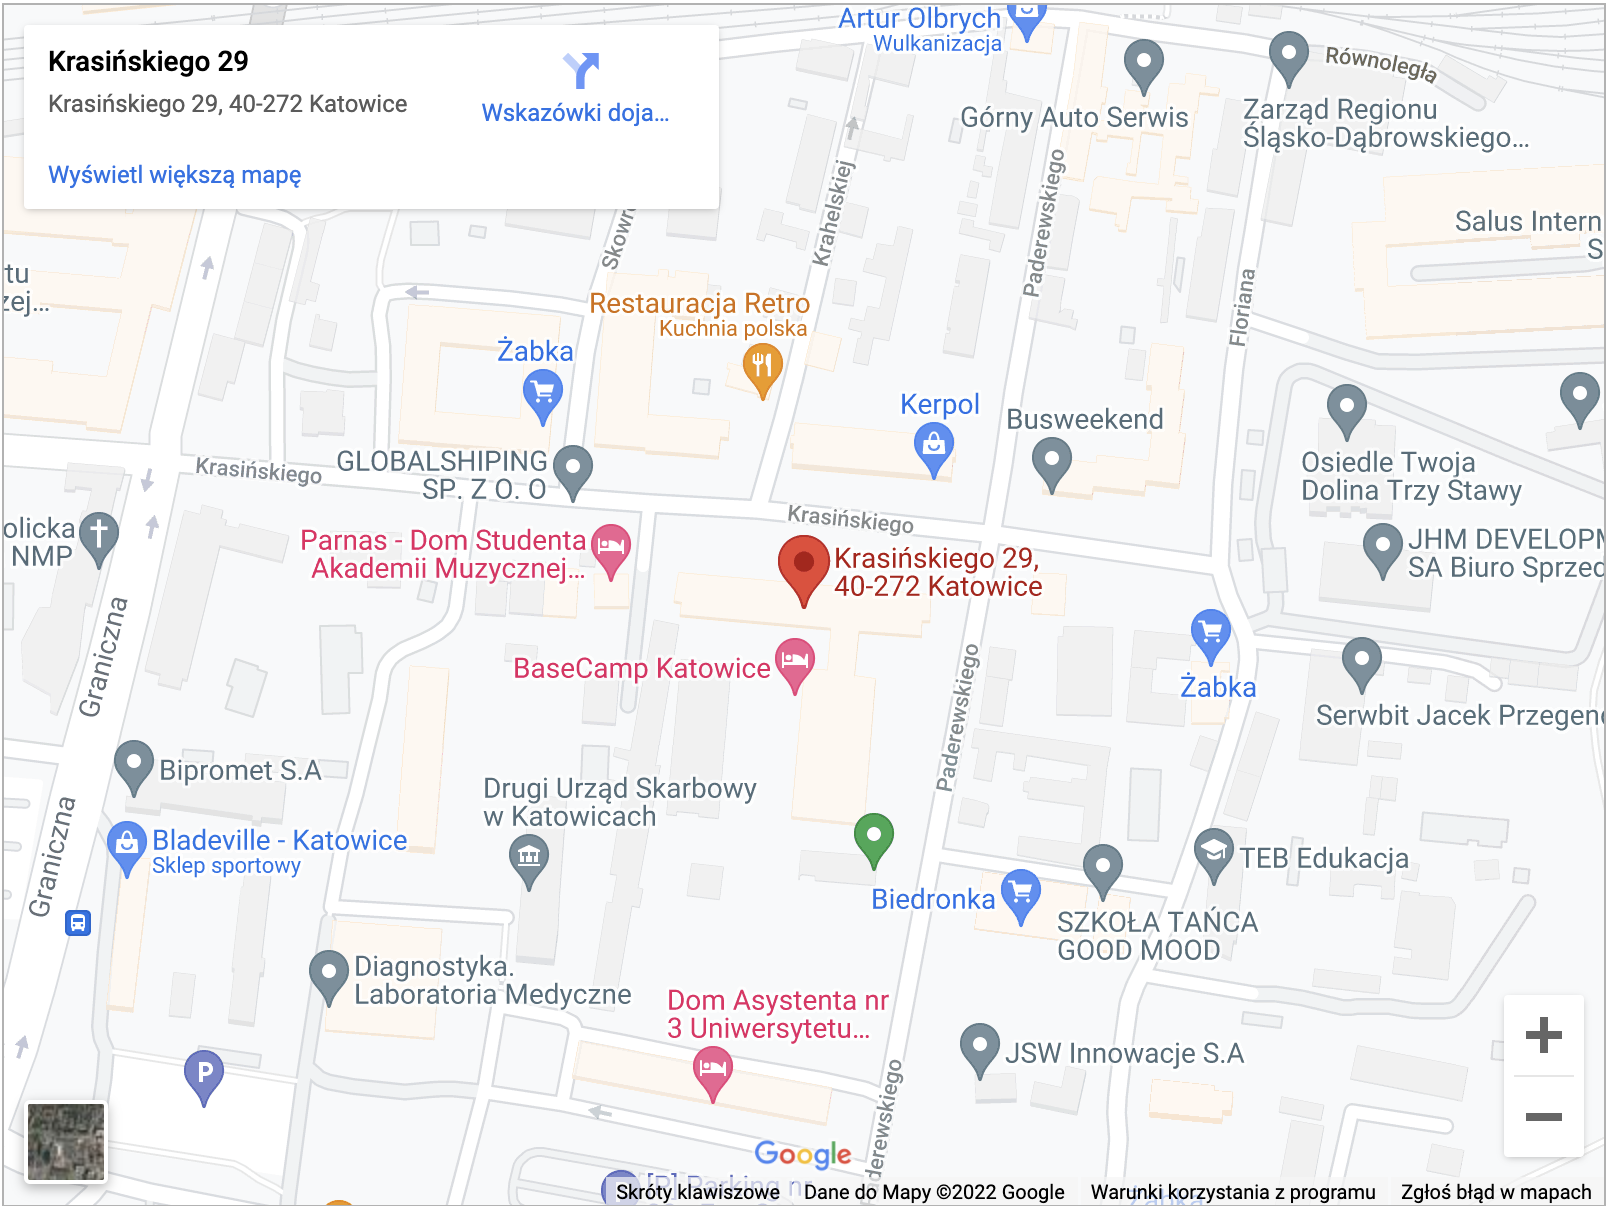 Krasińskiego 29
Krasińskiego 29, 40-272 Katowice
Wskazówki doja...
Wyświetl większą mapę
Artur Olbrych
Wulkanizacja
Równoległa
Górny Auto Serwis
Zarząd Regionu
Śląsko-Dąbrowskiego...
Salus Intern
S
Skowr
Krahelskiej
Paderewskiego
Floriana
tu
zej...
Restauracja Retro
Kuchnia polska
Żabka
Kerpol
Busweekend
GLOBALSHIPING
SP. Z O. O
Krasińskiego
Osiedle Twoja
Dolina Trzy Stawy
Krasińskiego
olicka
NMP
Parnas - Dom Studenta
Akademii Muzycznej...
Krasińskiego 29,
40-272 Katowice
JHM DEVELOPM
SA Biuro Sprzed
Graniczna
BaseCamp Katowice
Paderewskiego
Żabka
Serwbit Jacek Przegend
Bipromet S.A
Drugi Urząd Skarbowy
w Katowicach
Graniczna
Bladeville - Katowice
Sklep sportowy
TEB Edukacja
Biedronka
SZKOŁA TAŃCA
GOOD MOOD
Diagnostyka.
Laboratoria Medyczne
Dom Asystenta nr
3 Uniwersytetu...
JSW Innowacje S.A
P
Paderewskiego
aderewskiego
Google
[P] Parking nr
Żabka
Skróty klawiszowe
Dane do Mapy ©2022 Google
Warunki korzystania z programu
Zgłoś błąd w mapach